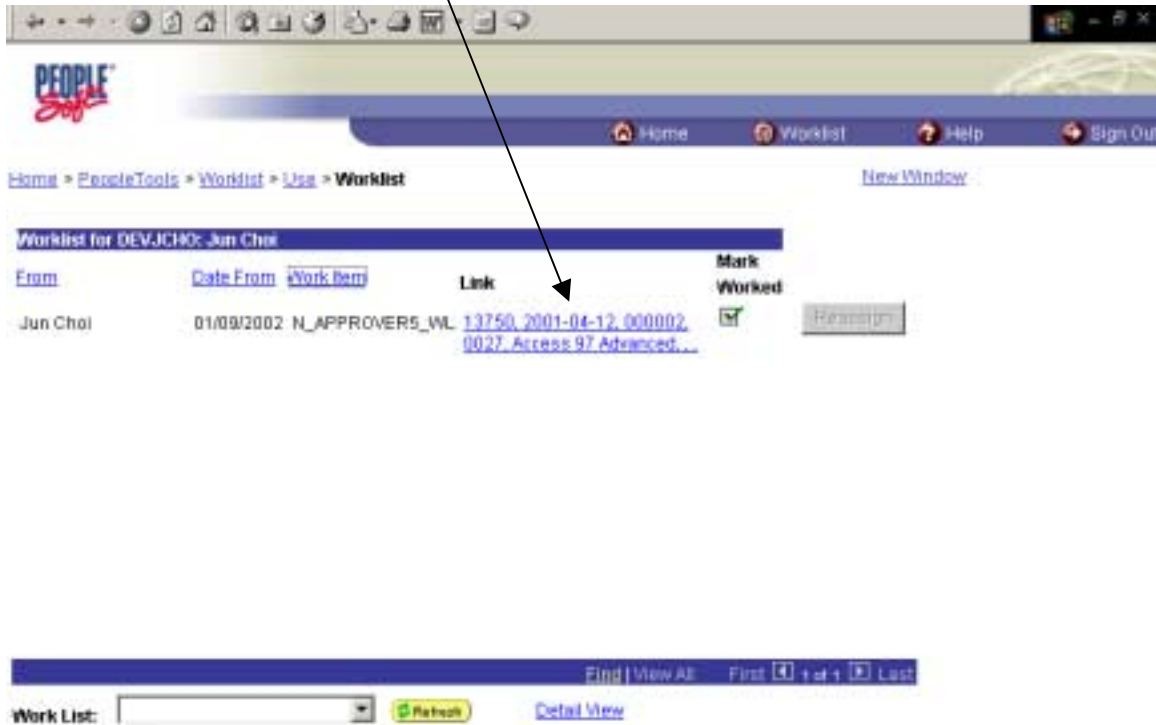 PEOPLE
Soft
Home Worklist Help Sign Out
Home > PeopleTools > Worklist > Use > Worklist New Window
Worklist for DEVJCHO: Jun Choi
From Date From Work Item Link Mark Worked
Jun Choi 01/09/2002 N_APPROVERS_WL 13750, 2001-04-12, 000002, Reassign
0027, Access 97 Advanced, ...
Find | View All First 1 of 1 Last
Work List: Refresh Detail View